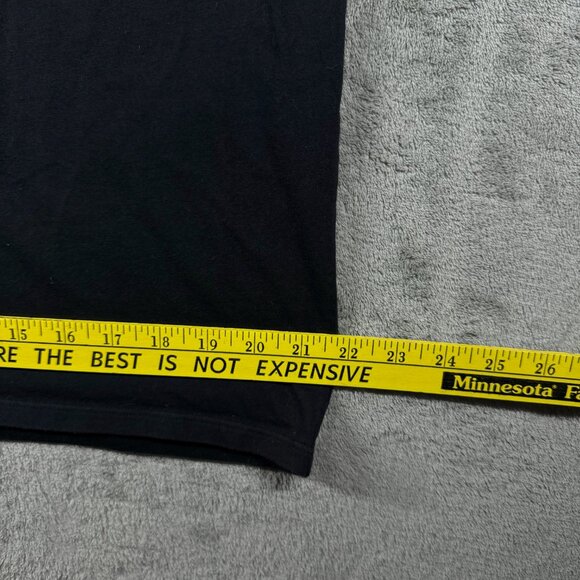 15 16 17 18 19 20 21 22 23 24 25 26
RE THE BEST IS NOT EXPENSIVE
Minnesota® Fa